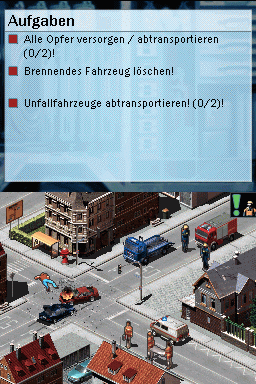 Aufgaben
Alle Opfer versorgen / abtransportieren
(0/2)!
Brennendes Fahrzeug löschen!
Unfallfahrzeuge abtransportieren! (0/2)!